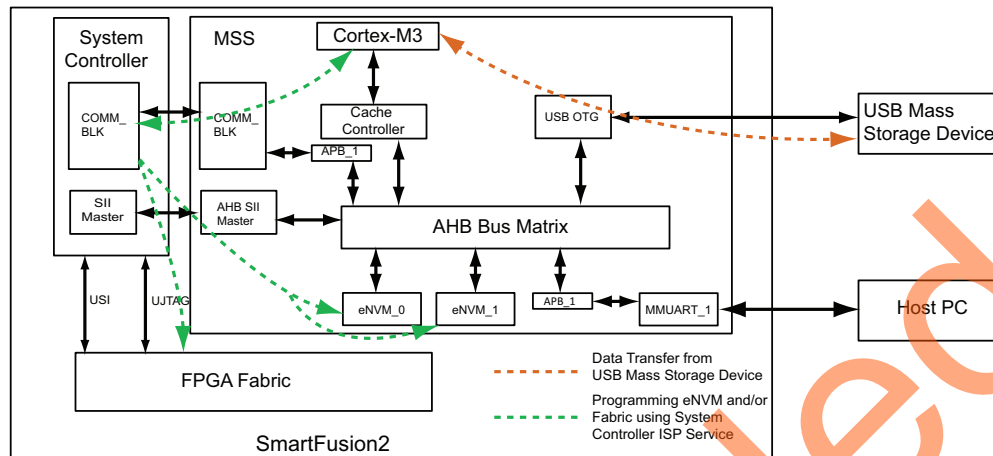 System
Controller
MSS
Cortex-M3
COMM_
BLK
COMM_
BLK
Cache
Controller
APB_1
USB OTG
USB Mass
Storage Device
SII
Master
AHB SII
Master
AHB Bus Matrix
USI
UJTAG
eNVM_0
eNVM_1
APB_1
MMUART_1
Host PC
FPGA Fabric
Data Transfer from
USB Mass Storage Device
Programming eNVM and/or
Fabric using System
Controller ISP Service
SmartFusion2
led